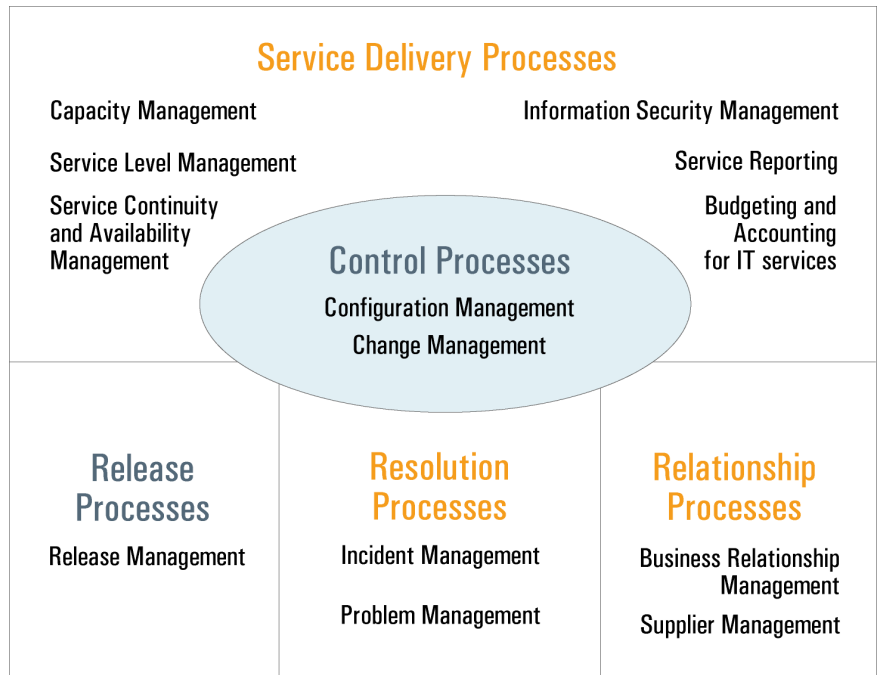 Service Delivery Processes
Capacity Management
Information Security Management
Service Level Management
Service Reporting
Service Continuity
and Availability
Management
Budgeting and
Accounting
for IT services
Control Processes
Configuration Management
Change Management
Release
Processes
Release Management
Resolution
Processes
Incident Management
Problem Management
Relationship
Processes
Business Relationship
Management
Supplier Management